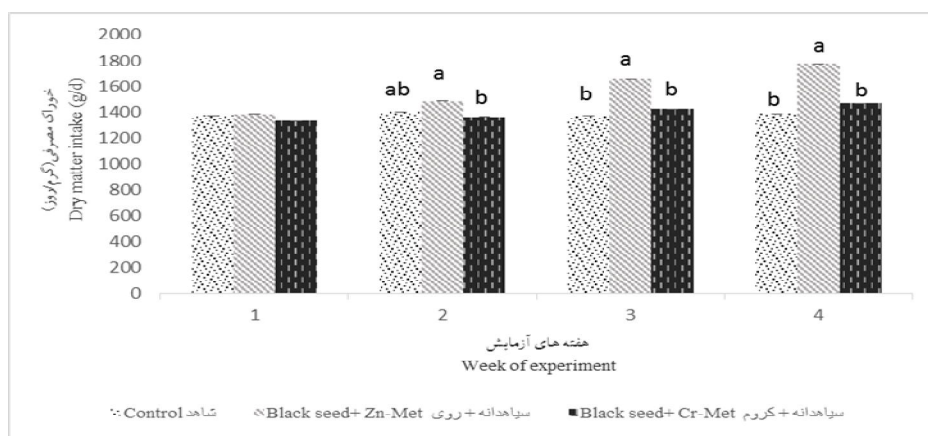 خوراک مصرفی(گرم/روز)
Dry matter intake (g/d)
2000
1800
1600
1400
1200
1000
800
600
400
200
0
ab a b
b a b
b a b
1 2 3 4
هفته های آزمایش
Week of experiment
Control شاهد Black seed+ Zn-Met سیاهدانه + روی Black seed+ Cr-Met سیاهدانه + کروم